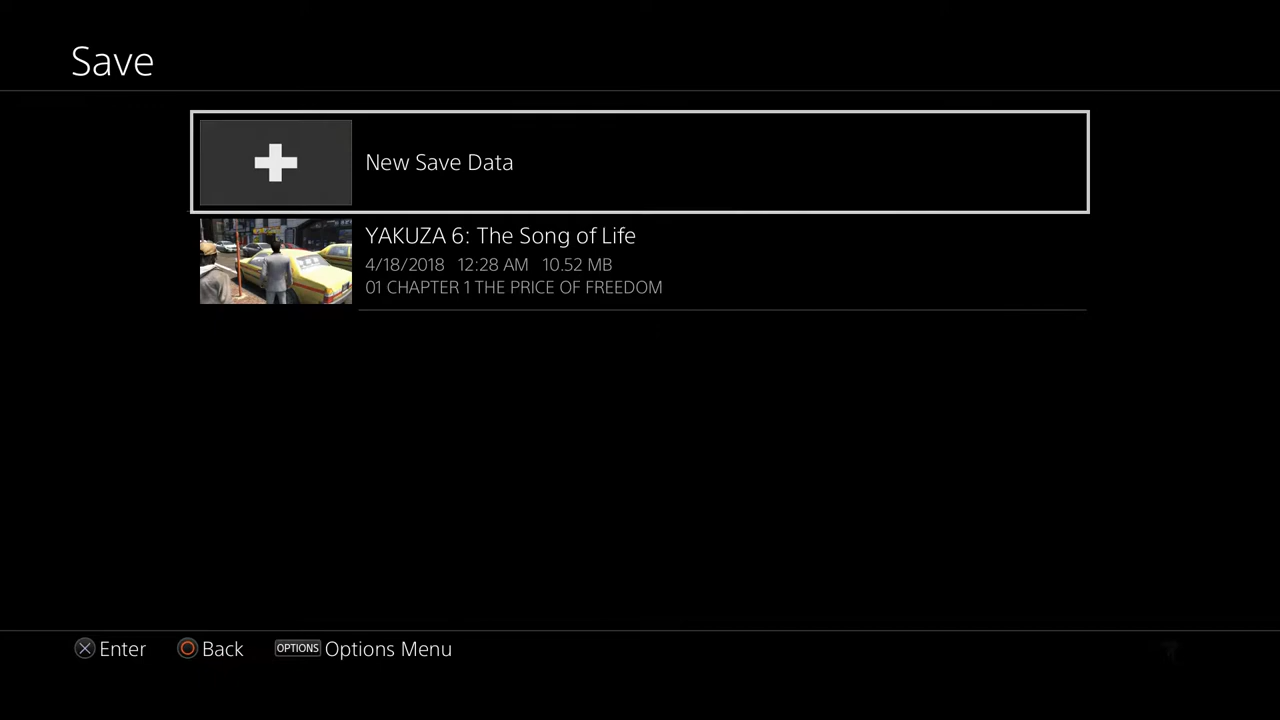 Save
New Save Data
YAKUZA 6: The Song of Life
4/18/2018 12:28 AM 10.52 MB
01 CHAPTER 1 THE PRICE OF FREEDOM
Enter Back OPTIONS Options Menu